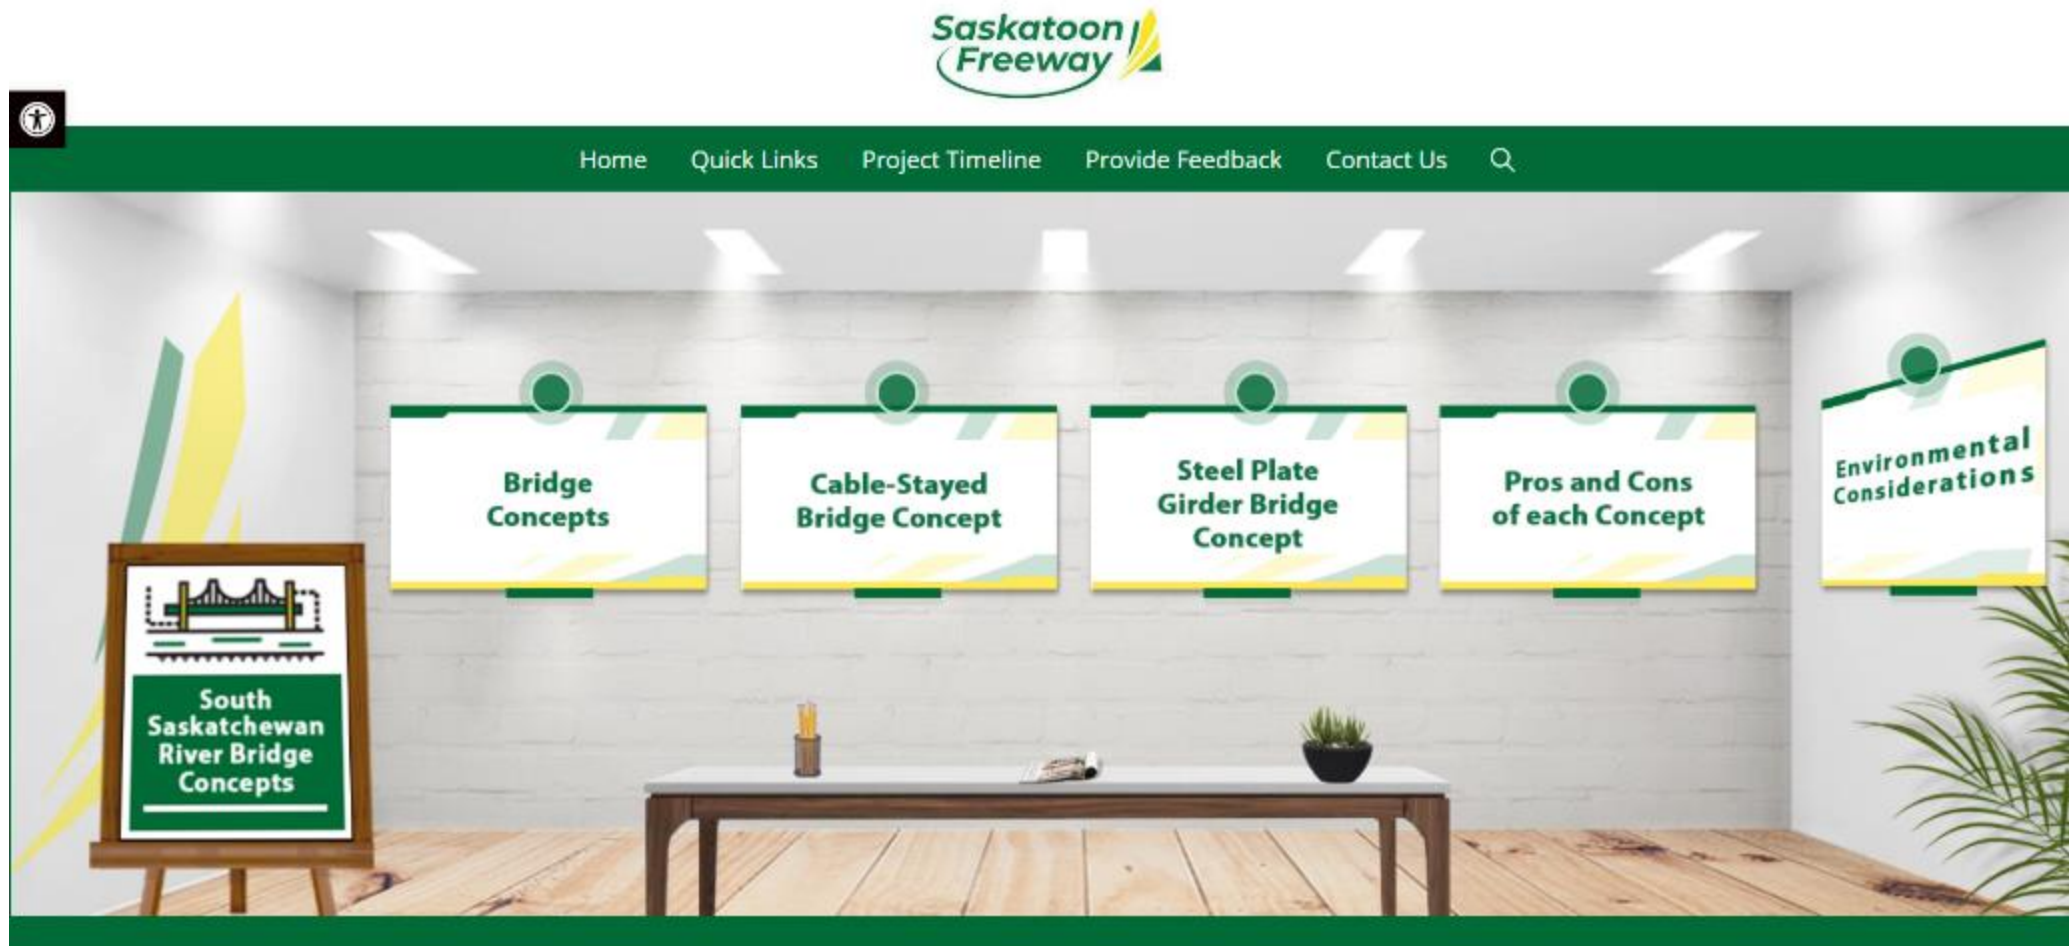 Saskatoon
Freeway
Home Quick Links Project Timeline Provide Feedback Contact Us
Bridge
Concepts
Cable-Stayed
Bridge Concept
Steel Plate
Girder Bridge
Concept
Pros and Cons
of each Concept
Environmental
Considerations
South
Saskatchewan
River Bridge
Concepts